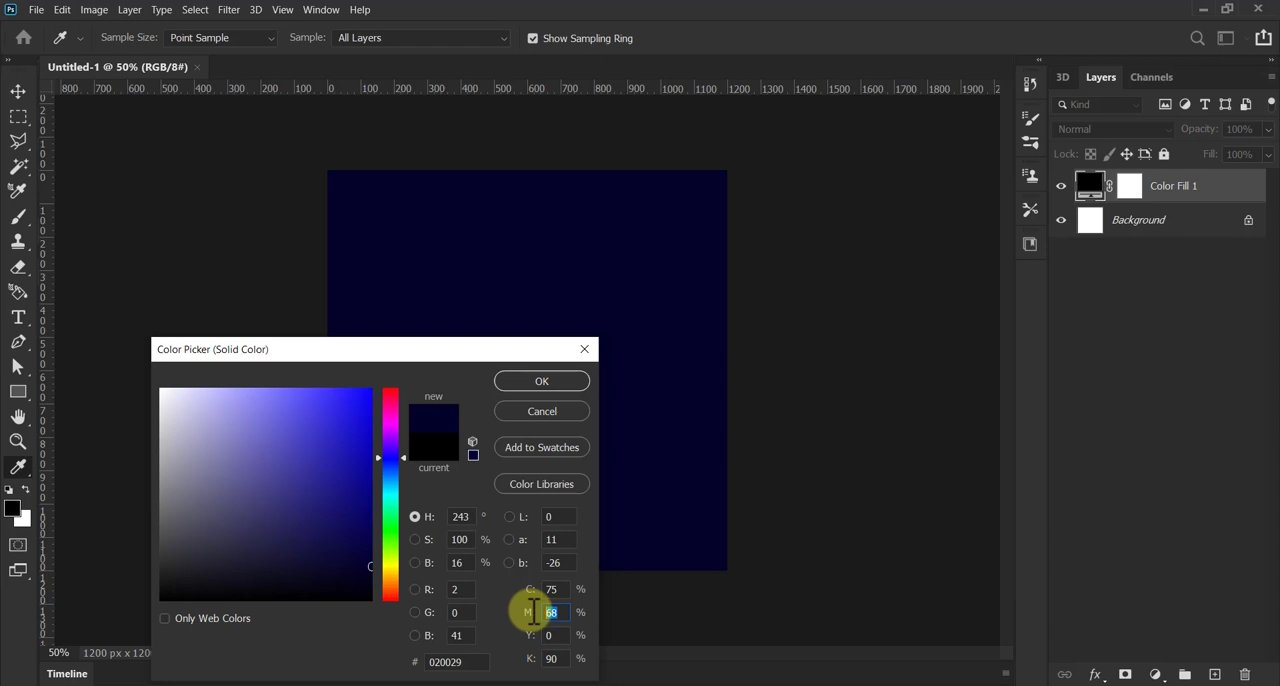 Ps File Edit Image Layer Type Select Filter 3D View Window Help
Sample Size: Point Sample Sample: All Layers Show Sampling Ring
Untitled-1 @ 50% (RGB/8#) ×
800 700 600 500 400 300 200 100 0 100 200 300 400 500 600 700 800 900 1000 1100 1200 1300 1400 1500 1600 1700 1800 1900
3D Layers Channels
Kind
Normal Opacity: 100%
Lock: Fill: 100%
Color Fill 1
Background
Color Picker (Solid Color)
new
current
OK
Cancel
Add to Swatches
Color Libraries
H: 243 ° L: 0
S: 100 % a: 11
B: 16 % b: -26
R: 2 C: 75 %
G: 0 M 68 %
B: 41 Y: 0 %
# 020029 K: 90 %
Only Web Colors
50% 1200 px x 120
Timeline
T
fx